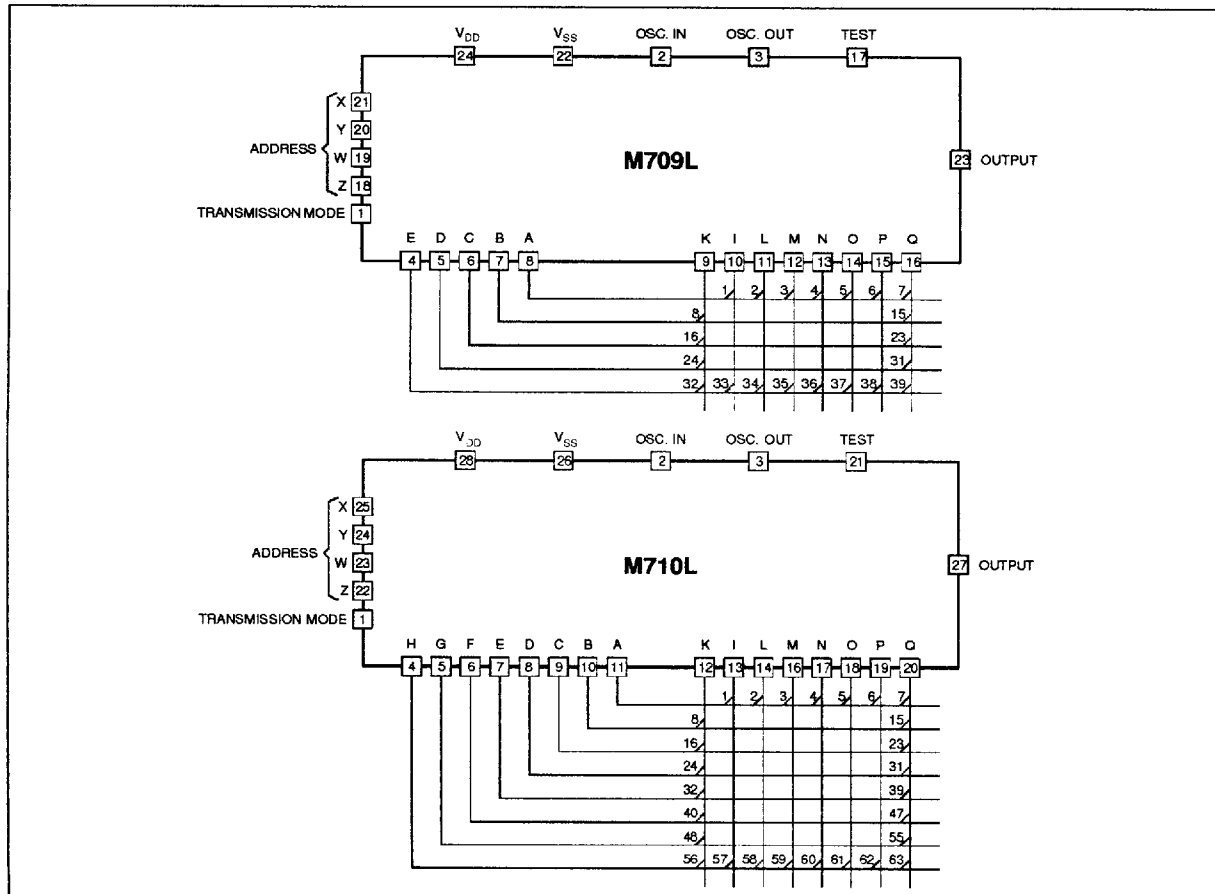 V_DD V_SS OSC. IN OSC. OUT TEST
24 22 2 3 17
X 21
Y 20
ADDRESS
W 19
Z 18
M709L
23 OUTPUT
TRANSMISSION MODE 1
E D C B A K I L M N O P Q
4 5 6 7 8 9 10 11 12 13 14 15 16
1 2 3 4 5 6 7
8 15
16 23
24 31
32 33 34 35 36 37 38 39
V_DD V_SS OSC. IN OSC. OUT TEST
28 26 2 3 21
X 25
Y 24
ADDRESS
W 23
Z 22
M710L
27 OUTPUT
TRANSMISSION MODE 1
H G F E D C B A K I L M N O P Q
4 5 6 7 8 9 10 11 12 13 14 16 17 18 19 20
1 2 3 4 5 6 7
8 15
16 23
24 31
32 39
40 47
48 55
56 57 58 59 60 61 62 63